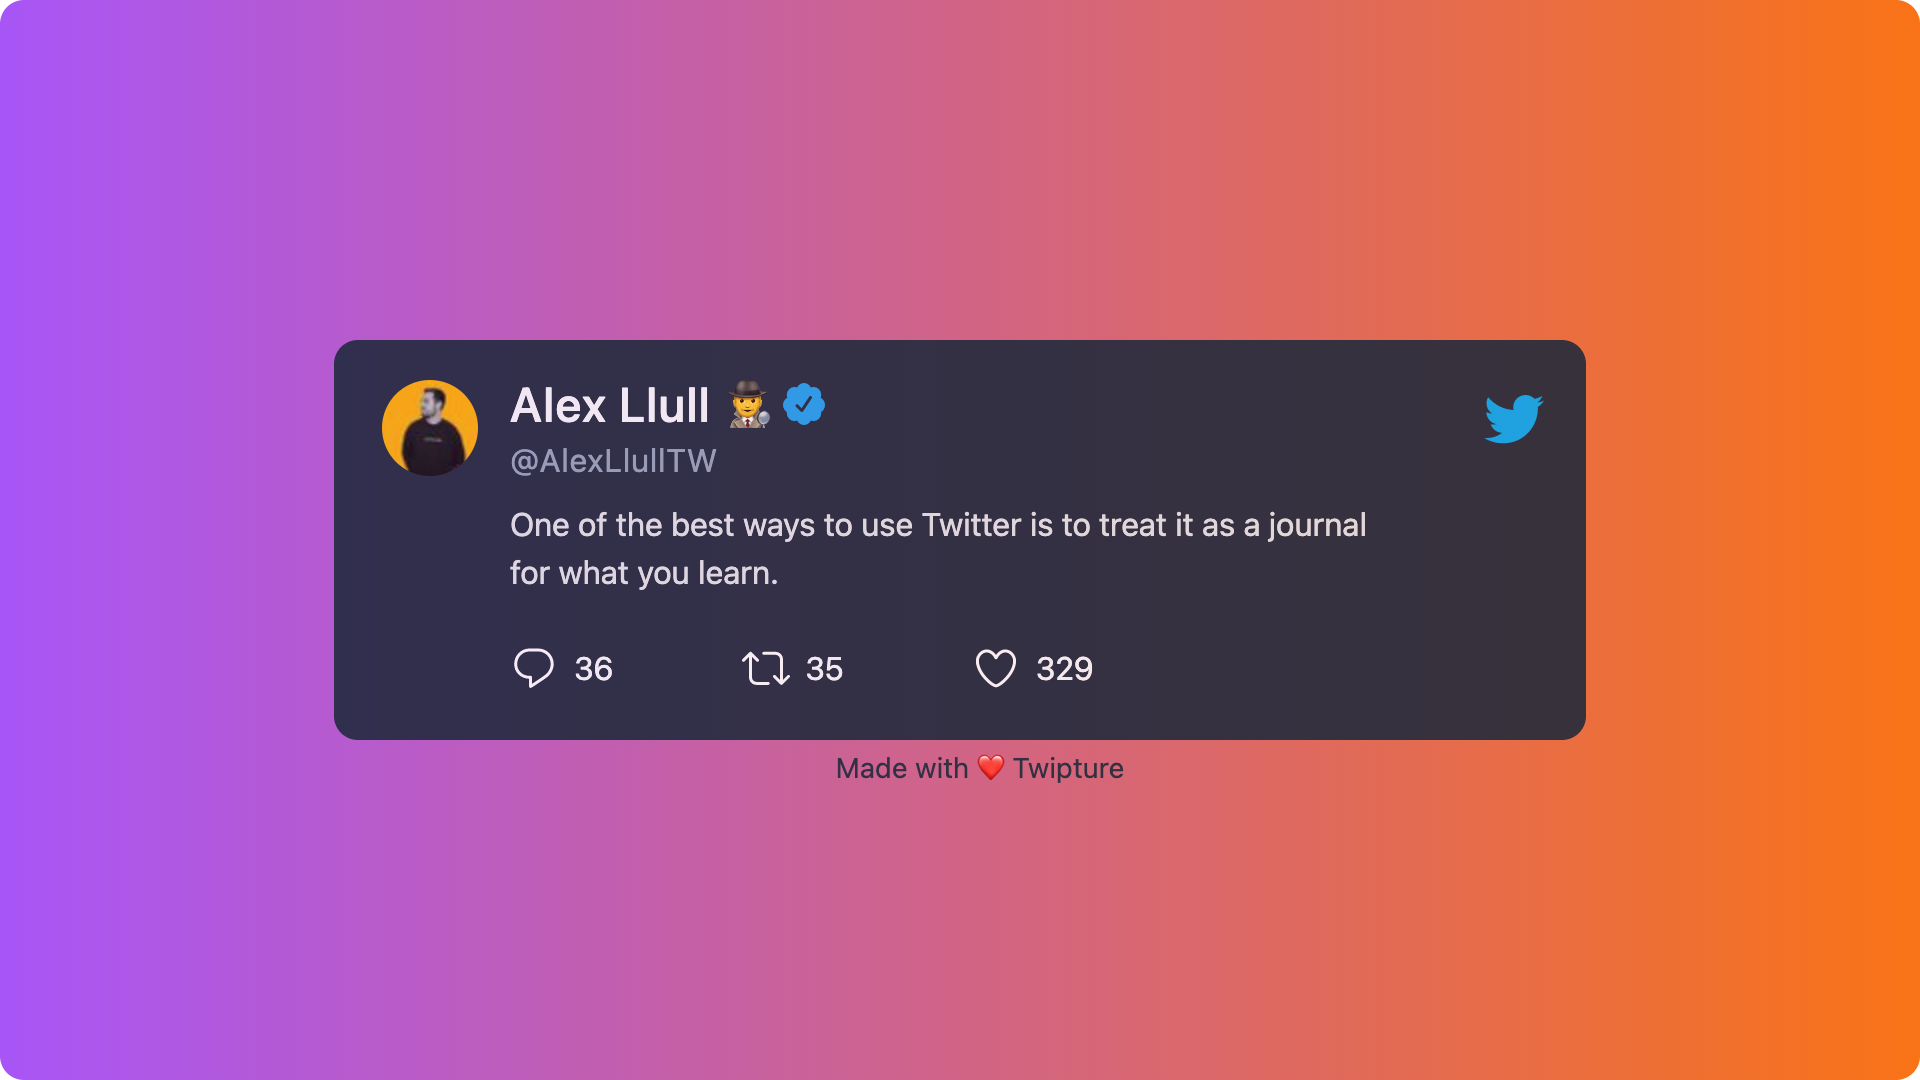 Alex Llull 🕵️
@AlexLlullTW
One of the best ways to use Twitter is to treat it as a journal
for what you learn.
36 35 329
Made with ❤️ Twipture